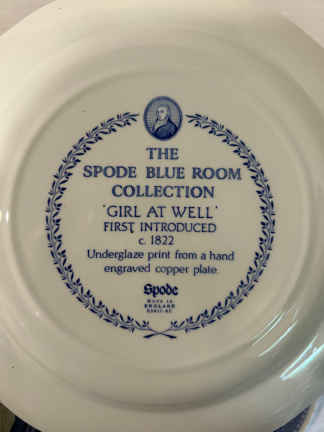 THE
SPODE BLUE ROOM
COLLECTION
'GIRL AT WELL'
FIRST INTRODUCED
c. 1822
Underglaze print from a hand
engraved copper plate
Spode
MADE IN
ENGLAND